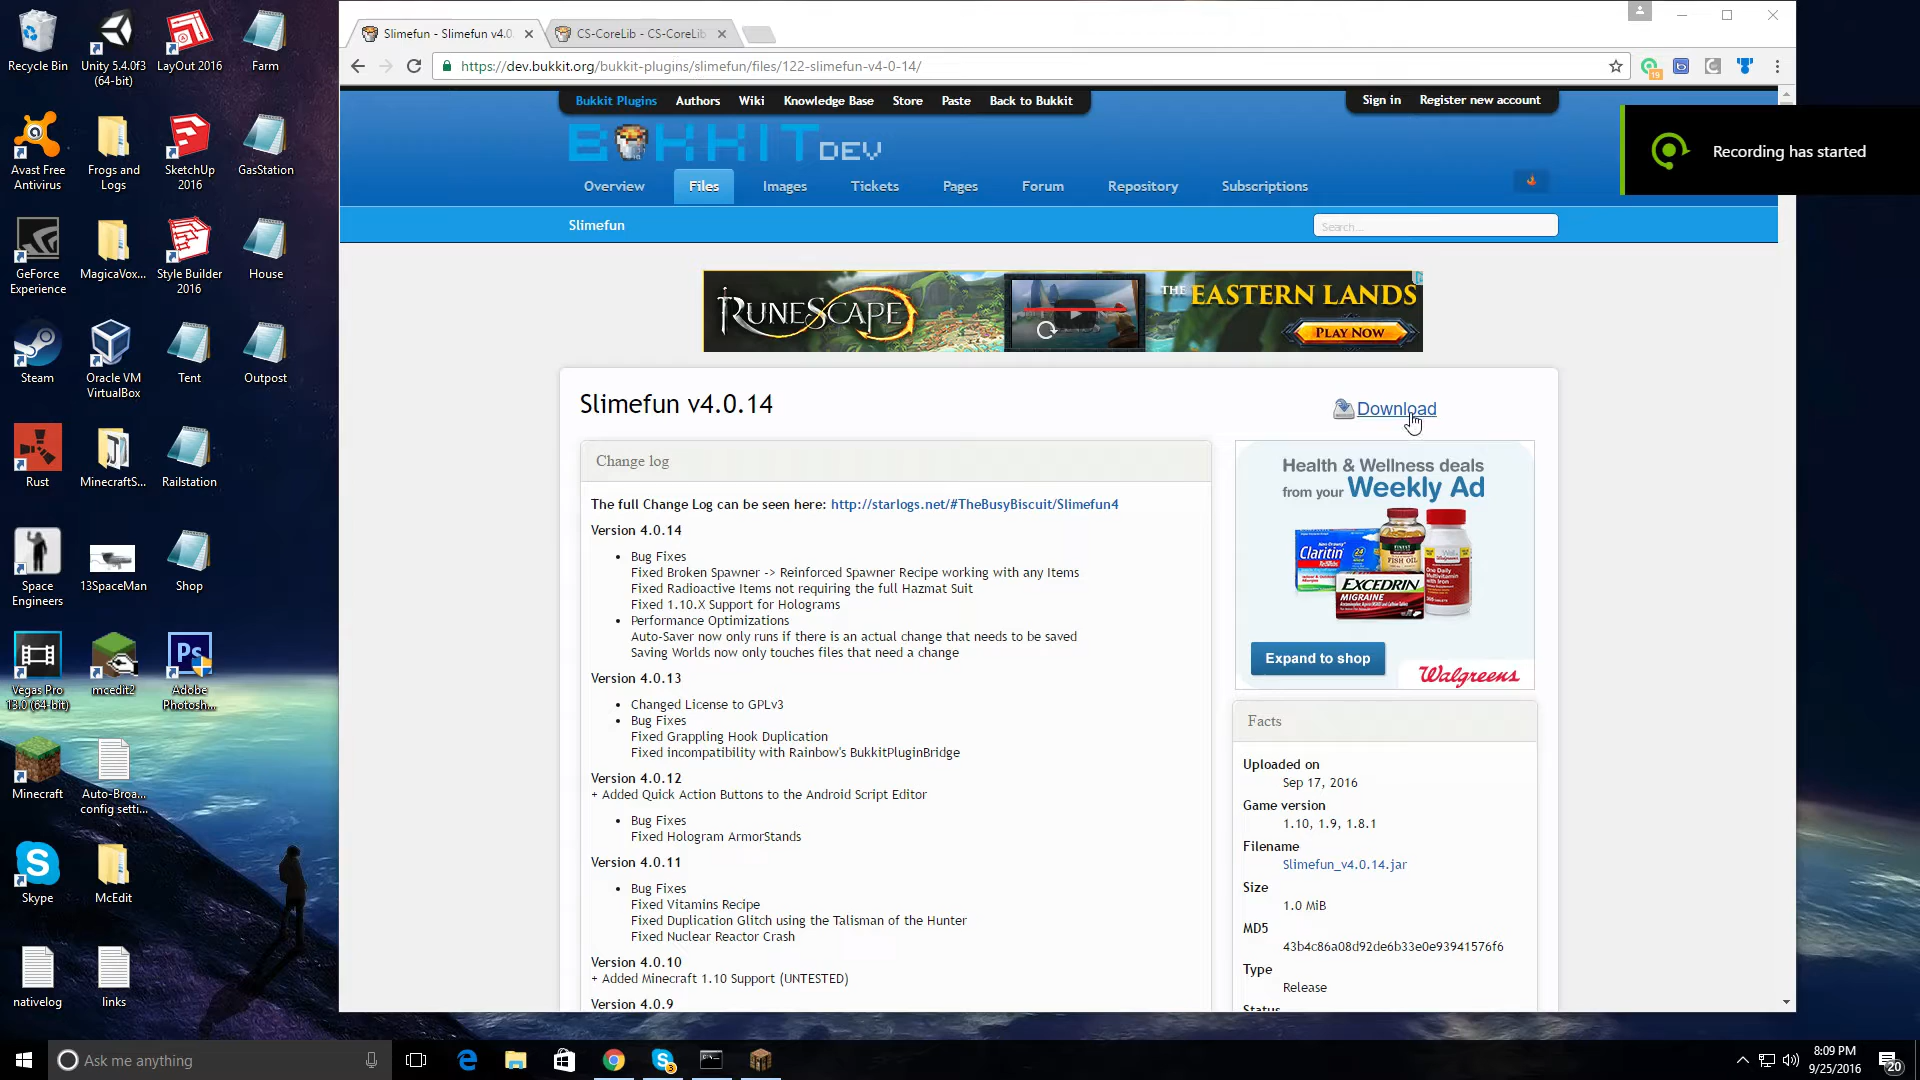 Recycle Bin
Unity 5.4.0f3
(64-bit)
LayOut 2016
Farm
Avast Free
Antivirus
Frogs and
Logs
SketchUp
2016
GasStation
GeForce
Experience
MagicaVox...
Style Builder
2016
House
Steam
Oracle VM
VirtualBox
Tent
Outpost
Rust
MinecraftS...
Railstation
Space
Engineers
13SpaceMan
Shop
Vegas Pro
13.0 (64-bit)
mcedit2
Adobe
Photosh...
Minecraft
Auto-Broa...
config setti...
Skype
McEdit
nativelog
links
Slimefun - Slimefun v4.0
CS-CoreLib - CS-CoreLib
https://dev.bukkit.org/bukkit-plugins/slimefun/files/122-slimefun-v4-0-14/
19
Bukkit Plugins Authors Wiki Knowledge Base Store Paste Back to Bukkit
Sign in Register new account
BUKKIT DEV
Recording has started
Overview Files Images Tickets Pages Forum Repository Subscriptions
Slimefun
Search...
RUNESCAPE
THE EASTERN LANDS
PLAY NOW
Slimefun v4.0.14
Download
Change log
The full Change Log can be seen here: http://starlogs.net/#TheBusyBiscuit/Slimefun4
Version 4.0.14
• Bug Fixes
Fixed Broken Spawner -> Reinforced Spawner Recipe working with any Items
Fixed Radioactive Items not requiring the full Hazmat Suit
Fixed 1.10.X Support for Holograms
• Performance Optimizations
Auto-Saver now only runs if there is an actual change that needs to be saved
Saving Worlds now only touches files that need a change
Version 4.0.13
• Changed License to GPLv3
• Bug Fixes
Fixed Grappling Hook Duplication
Fixed incompatibility with Rainbow's BukkitPluginBridge
Version 4.0.12
+ Added Quick Action Buttons to the Android Script Editor
• Bug Fixes
Fixed Hologram ArmorStands
Version 4.0.11
• Bug Fixes
Fixed Vitamins Recipe
Fixed Duplication Glitch using the Talisman of the Hunter
Fixed Nuclear Reactor Crash
Version 4.0.10
+ Added Minecraft 1.10 Support (UNTESTED)
Version 4.0.9
Health & Wellness deals
from your Weekly Ad
Claritin
FISH OIL
EXCEDRIN
MIGRAINE
Expand to shop
Walgreens
Facts
Uploaded on
Sep 17, 2016
Game version
1.10, 1.9, 1.8.1
Filename
Slimefun_v4.0.14.jar
Size
1.0 MiB
MD5
43b4c86a08d92de6b33e0e93941576f6
Type
Release
Status
Ask me anything
3
8:09 PM
9/25/2016
20